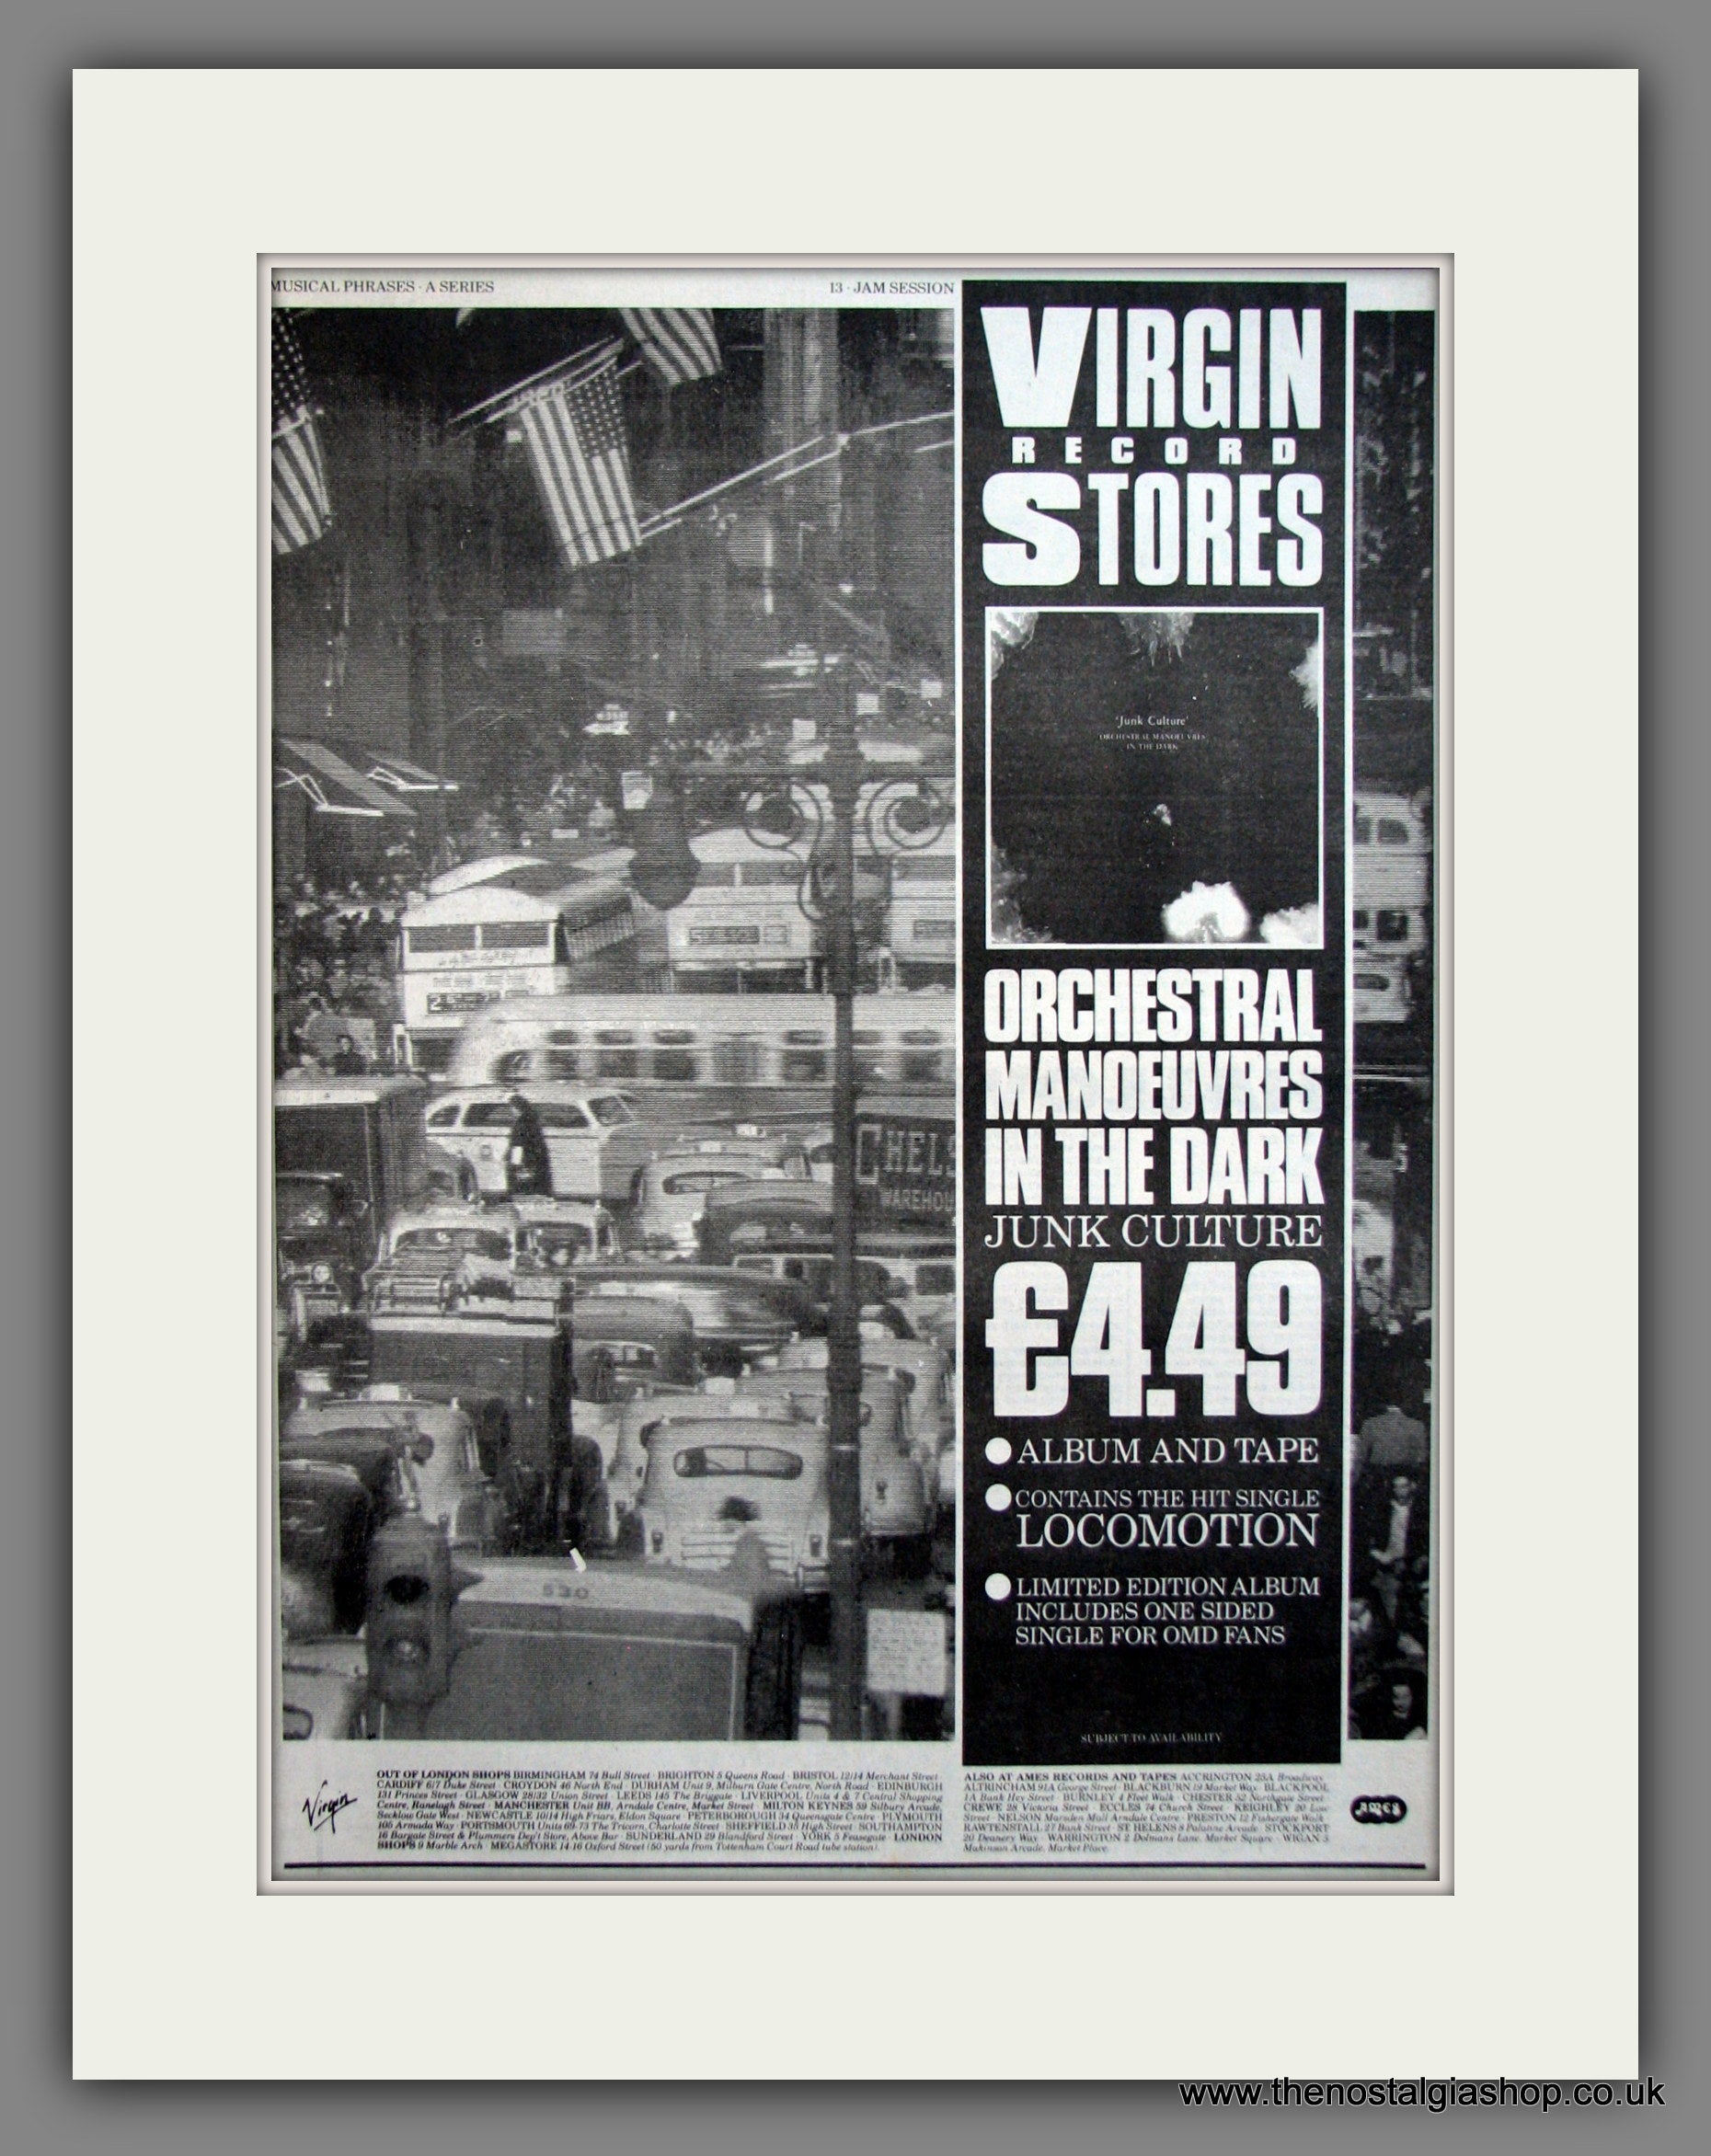 MUSICAL PHRASES · A SERIES
13 · JAM SESSION
VIRGIN
RECORD
STORES
'Junk Culture'
ORCHESTRAL MANOEUVRES
IN THE DARK
ORCHESTRAL
MANOEUVRES
IN THE DARK
JUNK CULTURE
£4.49
ALBUM AND TAPE
CONTAINS THE HIT SINGLE
LOCOMOTION
LIMITED EDITION ALBUM
INCLUDES ONE SIDED
SINGLE FOR OMD FANS
SUBJECT TO AVAILABILITY
CHELS
WAREHOU
530
Virgin
OUT OF LONDON SHOPS BIRMINGHAM 74 Bull Street · BRIGHTON 5 Queens Road · BRISTOL 12/14 Merchant Street ·
CARDIFF 6/7 Duke Street · CROYDON 46 North End · DURHAM Unit 9, Milburn Gate Centre, North Road · EDINBURGH
131 Princes Street · GLASGOW 28/32 Union Street · LEEDS 145 The Briggate · LIVERPOOL Units 4 & 7 Central Shopping
Centre, Ranelagh Street · MANCHESTER Unit BB, Arndale Centre, Market Street · MILTON KEYNES 59 Silbury Arcade,
Secklow Gate West · NEWCASTLE 10/14 High Friars, Eldon Square · PETERBOROUGH 34 Queensgate Centre · PLYMOUTH
105 Armada Way · PORTSMOUTH Units 69-73 The Tricorn, Charlotte Street · SHEFFIELD 35 High Street · SOUTHAMPTON
16 Bargate Street & Plummers Dep't Store, Above Bar · SUNDERLAND 29 Blandford Street · YORK 5 Feasegate · LONDON
SHOPS 9 Marble Arch · MEGASTORE 14-16 Oxford Street (50 yards from Tottenham Court Road tube station).
ALSO AT AMES RECORDS AND TAPES ACCRINGTON 25A Broadway ·
ALTRINCHAM 91A George Street · BLACKBURN 19 Market Way · BLACKPOOL
1A Bank Hey Street · BURNLEY 4 Fleet Walk · CHESTER 52 Northgate Street ·
CREWE 28 Victoria Street · ECCLES 74 Church Street · KEIGHLEY 20 Low
Street · NELSON Marsden Mall Arndale Centre · PRESTON 12 Fishergate Walk ·
RAWTENSTALL 27 Bank Street · ST HELENS 8 Palatine Arcade · STOCKPORT
20 Deanery Way · WARRINGTON 2 Dolmans Lane, Market Square · WIGAN 5
Makinson Arcade, Market Place.
AMES
www.thenostalgiashop.co.uk